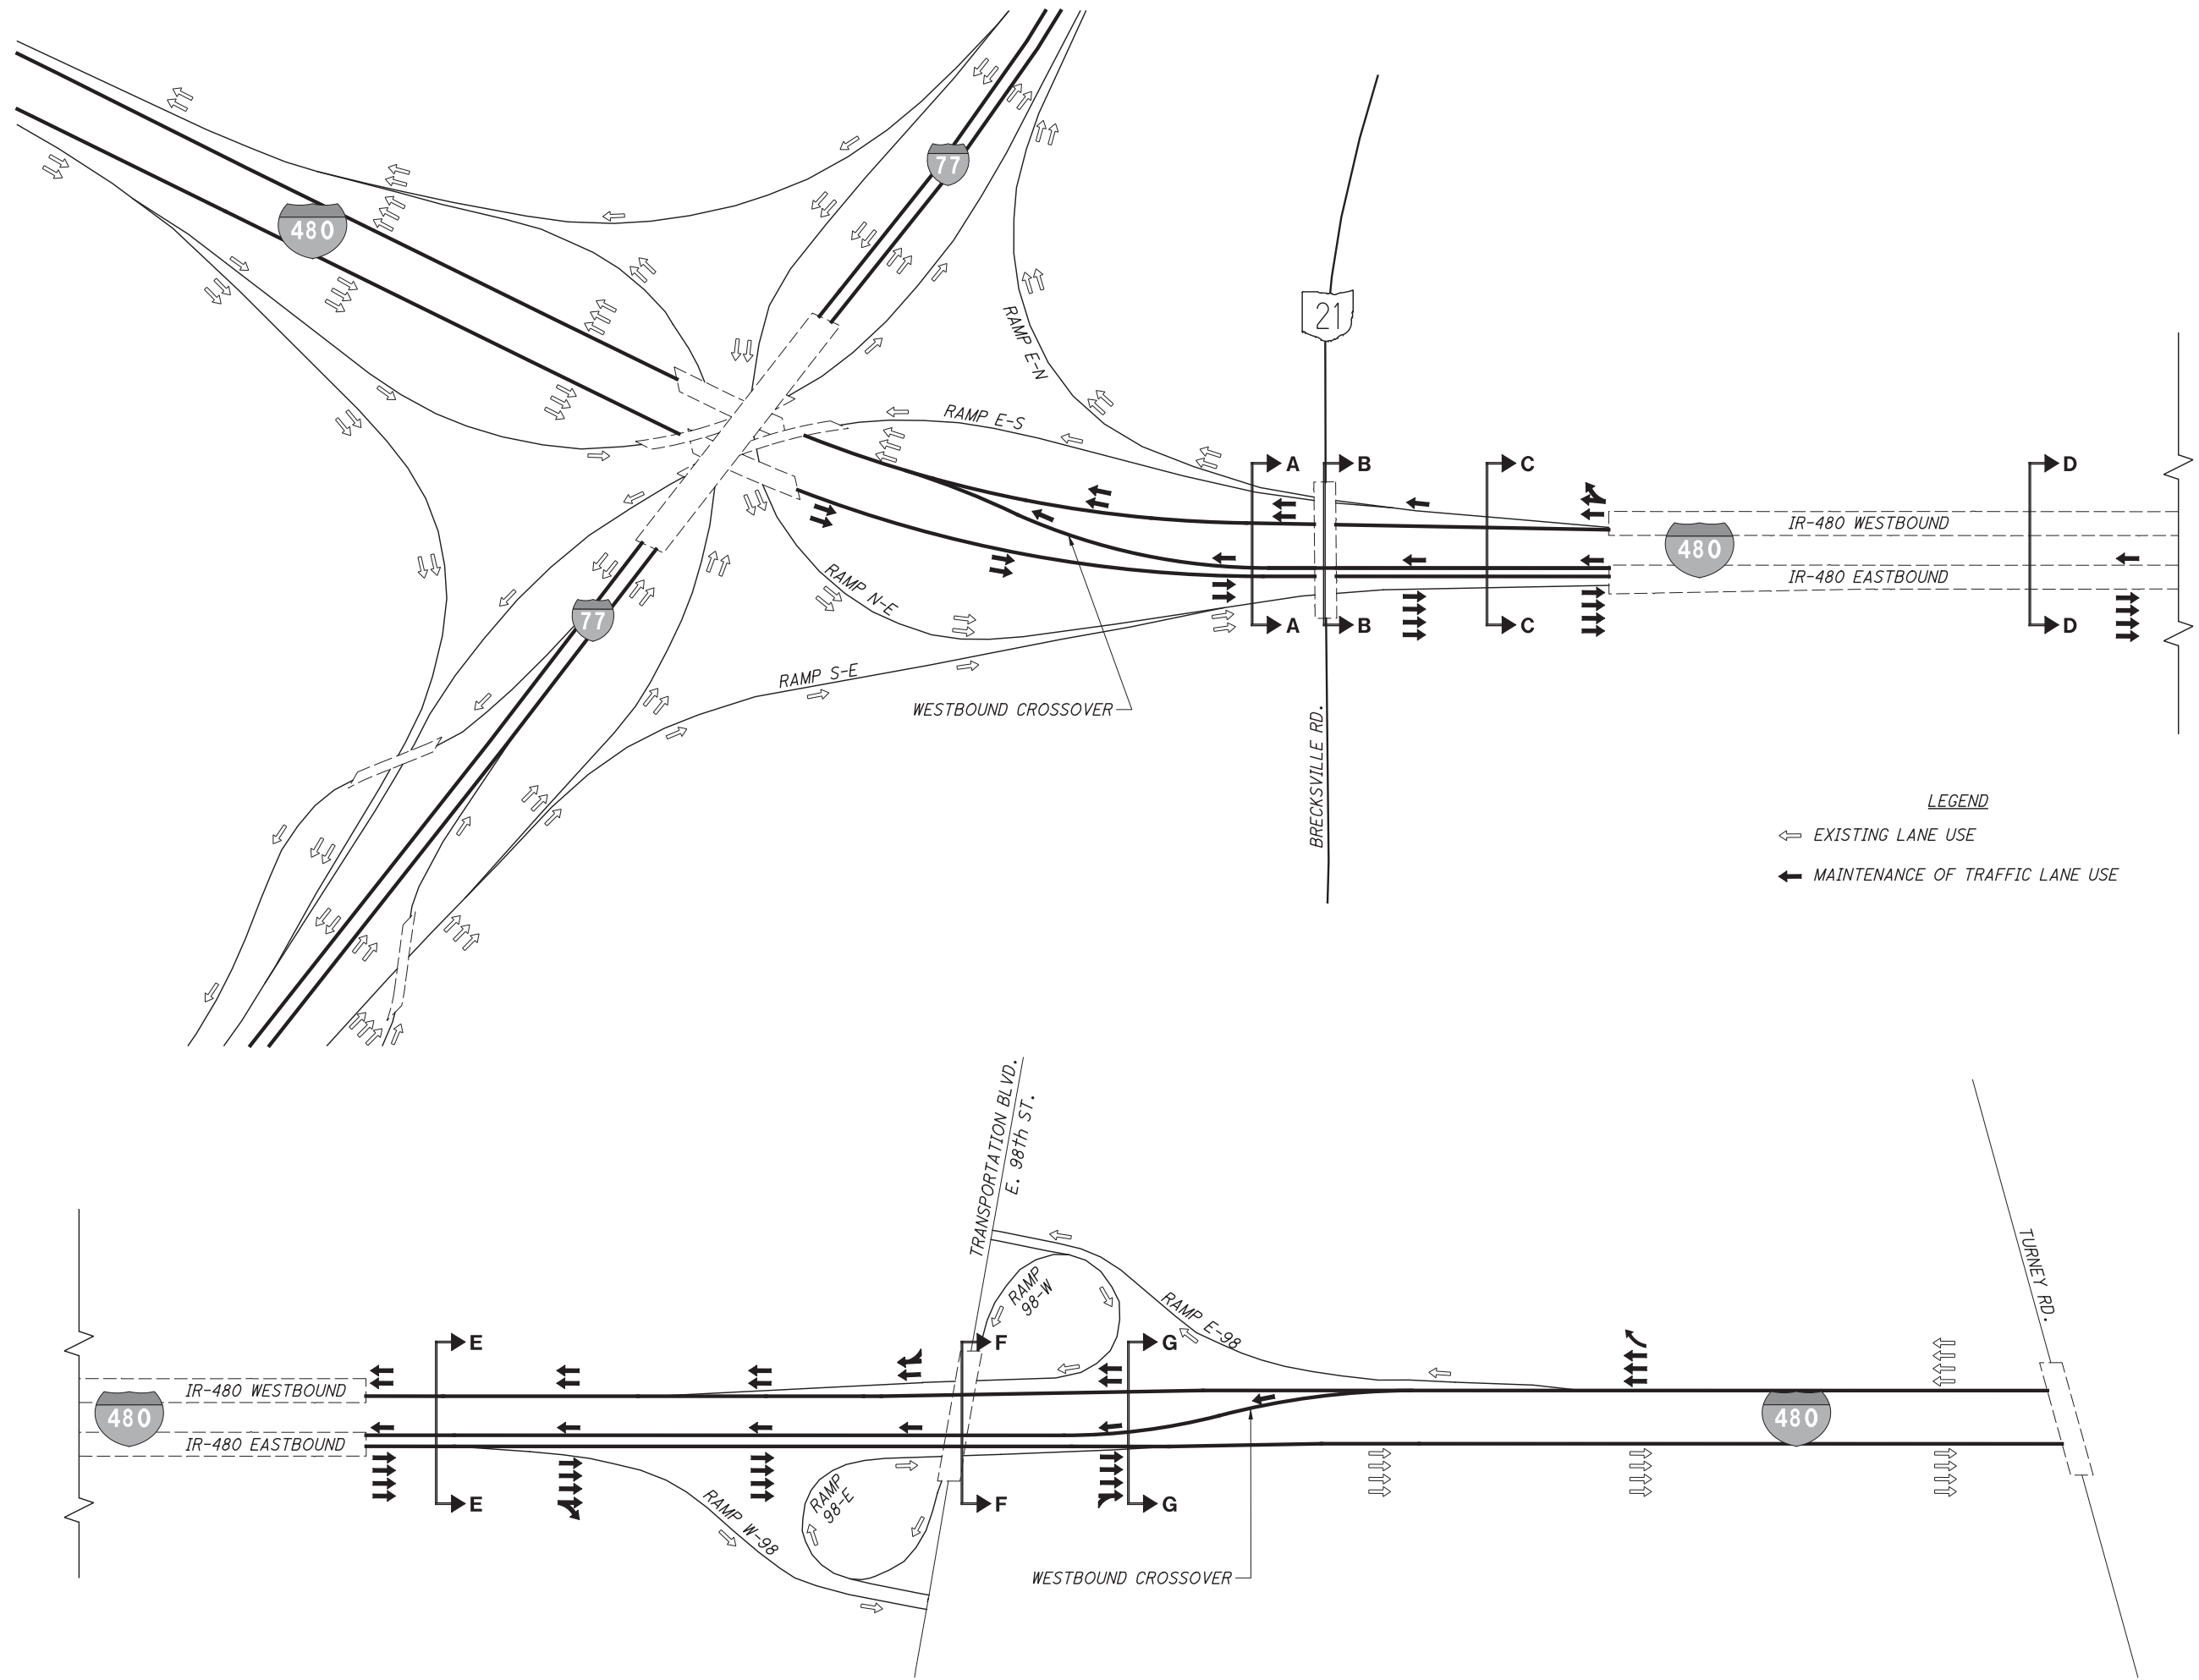 77
480
21
RAMP E-N
RAMP E-S
A
B
C
D
IR-480 WESTBOUND
480
IR-480 EASTBOUND
RAMP N-E
A
B
C
D
77
RAMP S-E
WESTBOUND CROSSOVER
BRECKSVILLE RD.
LEGEND
EXISTING LANE USE
MAINTENANCE OF TRAFFIC LANE USE
TRANSPORTATION BLVD.
E. 98th ST.
TURNEY RD.
RAMP
98-W
RAMP E-98
E
F
G
IR-480 WESTBOUND
480
480
IR-480 EASTBOUND
RAMP
98-E
E
F
G
RAMP W-98
WESTBOUND CROSSOVER